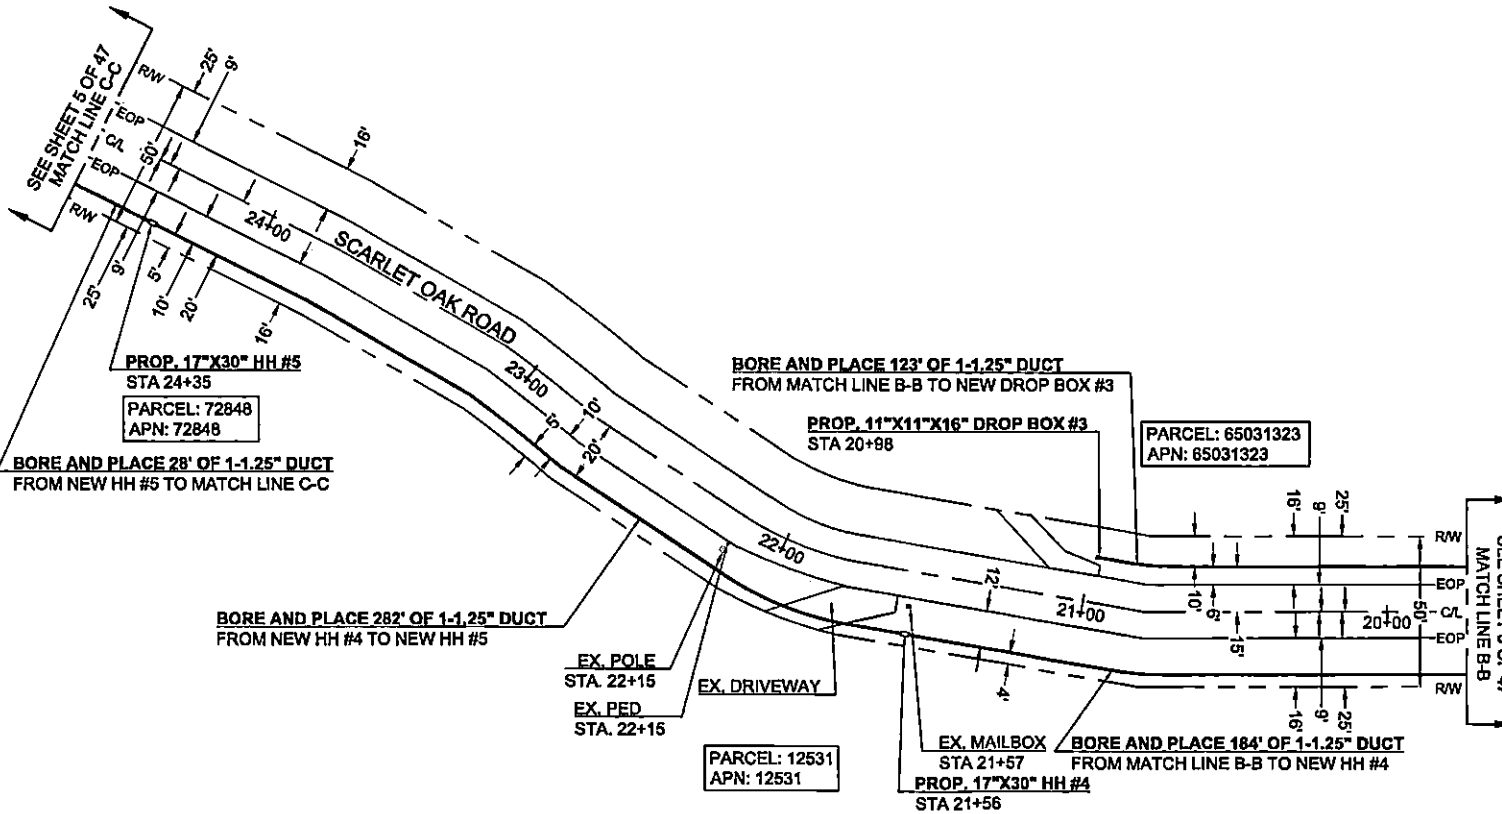 SEE SHEET 5 OF 47
MATCH LINE C-C
R/W
EOP
C/L
EOP
R/W
25'
9'
50'
16'
24+00
SCARLET OAK ROAD
25'
9'
5'
10'
20'
16'
PROP. 17"X30" HH #5
STA 24+35
PARCEL: 72848
APN: 72848
BORE AND PLACE 28' OF 1-1.25" DUCT
FROM NEW HH #5 TO MATCH LINE C-C
23+00
5'
10'
20'
BORE AND PLACE 123' OF 1-1.25" DUCT
FROM MATCH LINE B-B TO NEW DROP BOX #3
PROP. 11"X11"X16" DROP BOX #3
STA 20+98
PARCEL: 65031323
APN: 65031323
22+00
12'
21+00
4'
10'
6'
15'
16'
9'
25'
50'
20+00
R/W
EOP
C/L
EOP
R/W
MATCH LINE B-B
16'
9'
25'
BORE AND PLACE 282' OF 1-1.25" DUCT
FROM NEW HH #4 TO NEW HH #5
EX. POLE
STA. 22+15
EX. PED
STA. 22+15
EX. DRIVEWAY
PARCEL: 12531
APN: 12531
EX. MAILBOX
STA 21+57
PROP. 17"X30" HH #4
STA 21+56
BORE AND PLACE 184' OF 1-1.25" DUCT
FROM MATCH LINE B-B TO NEW HH #4